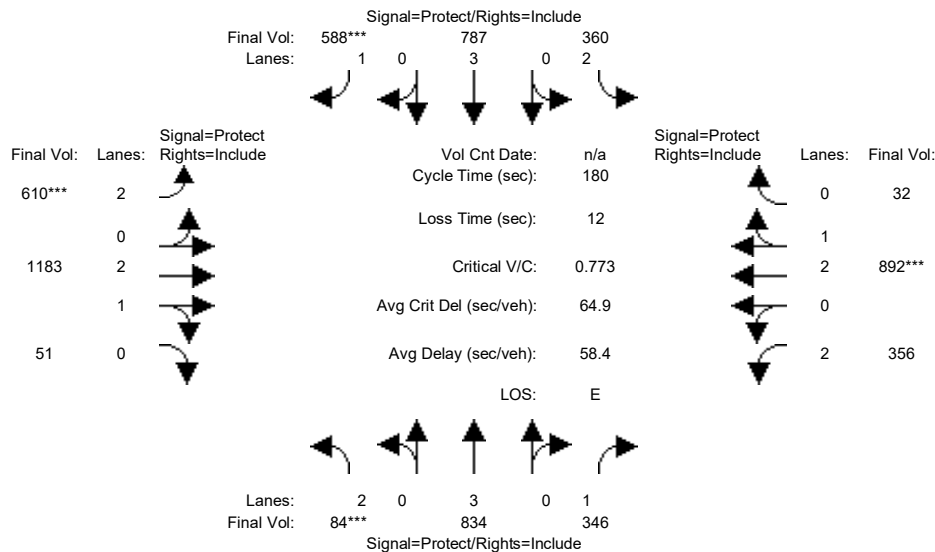 Signal=Protect/Rights=Include
Final Vol: 588*** 787 360
Lanes: 1 0 3 0 2
Signal=Protect
Final Vol: Lanes: Rights=Include
Vol Cnt Date: n/a
Signal=Protect
Rights=Include Lanes: Final Vol:
Cycle Time (sec): 180
610*** 2
0 32
Loss Time (sec): 12
0
1
1183 2
Critical V/C: 0.773
2 892***
1
Avg Crit Del (sec/veh): 64.9
0
51 0
Avg Delay (sec/veh): 58.4
2 356
LOS: E
Lanes: 2 0 3 0 1
Final Vol: 84*** 834 346
Signal=Protect/Rights=Include